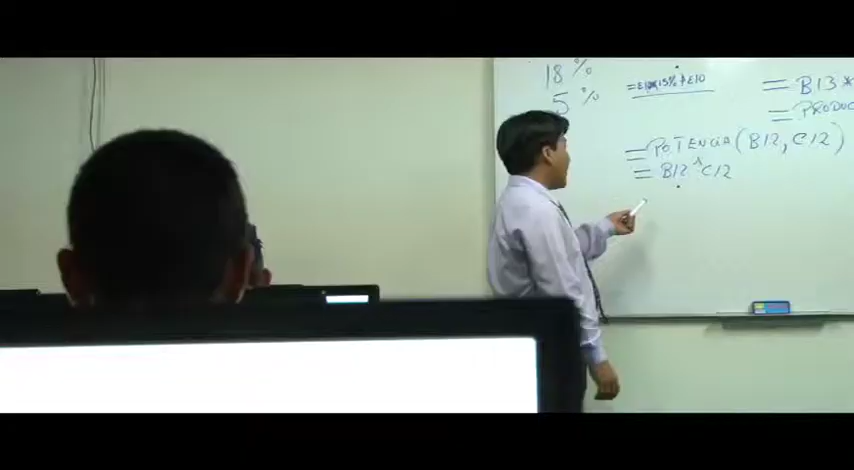 18 %
5 %
=POTENCIA(B12, C12)
= B12^C12
= B13*
= PRODUC